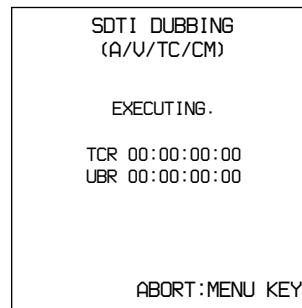 SDTI DUBBING
(A/V/TC/CM)
EXECUTING.
TCR 00:00:00:00
UBR 00:00:00:00
ABORT:MENU KEY